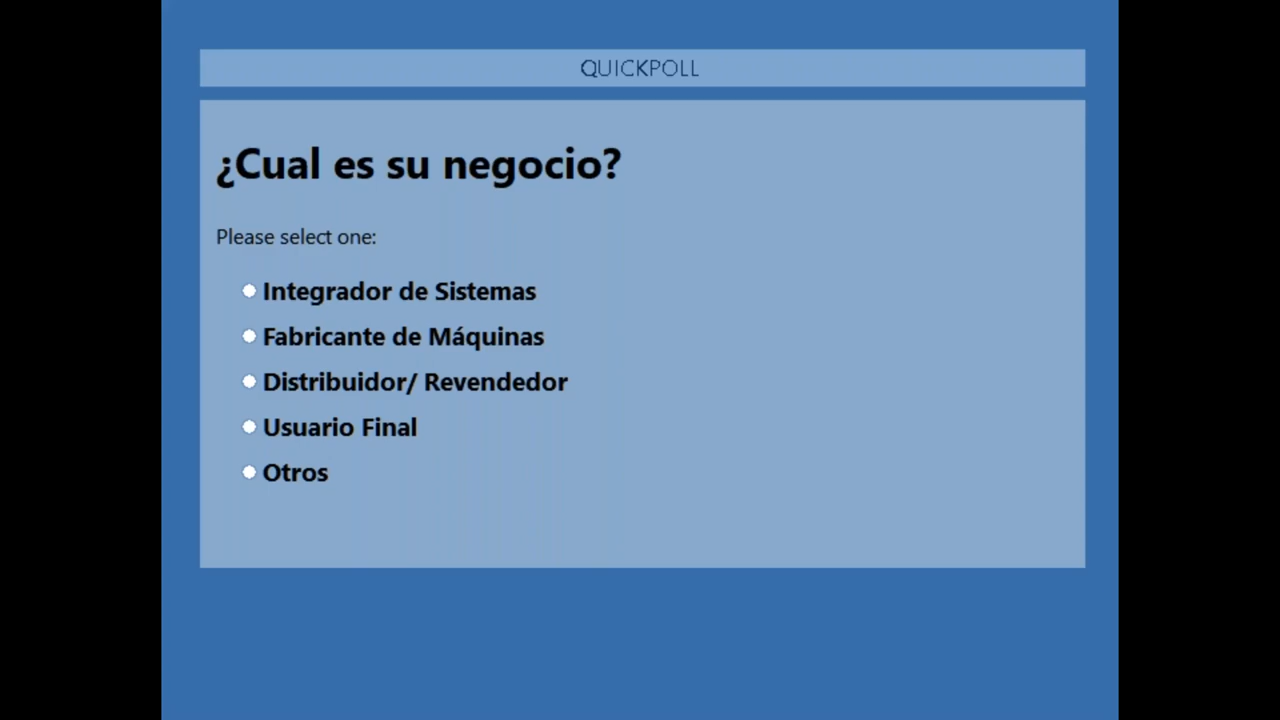 QUICKPOLL
¿Cual es su negocio?
Please select one:
Integrador de Sistemas
Fabricante de Máquinas
Distribuidor/ Revendedor
Usuario Final
Otros